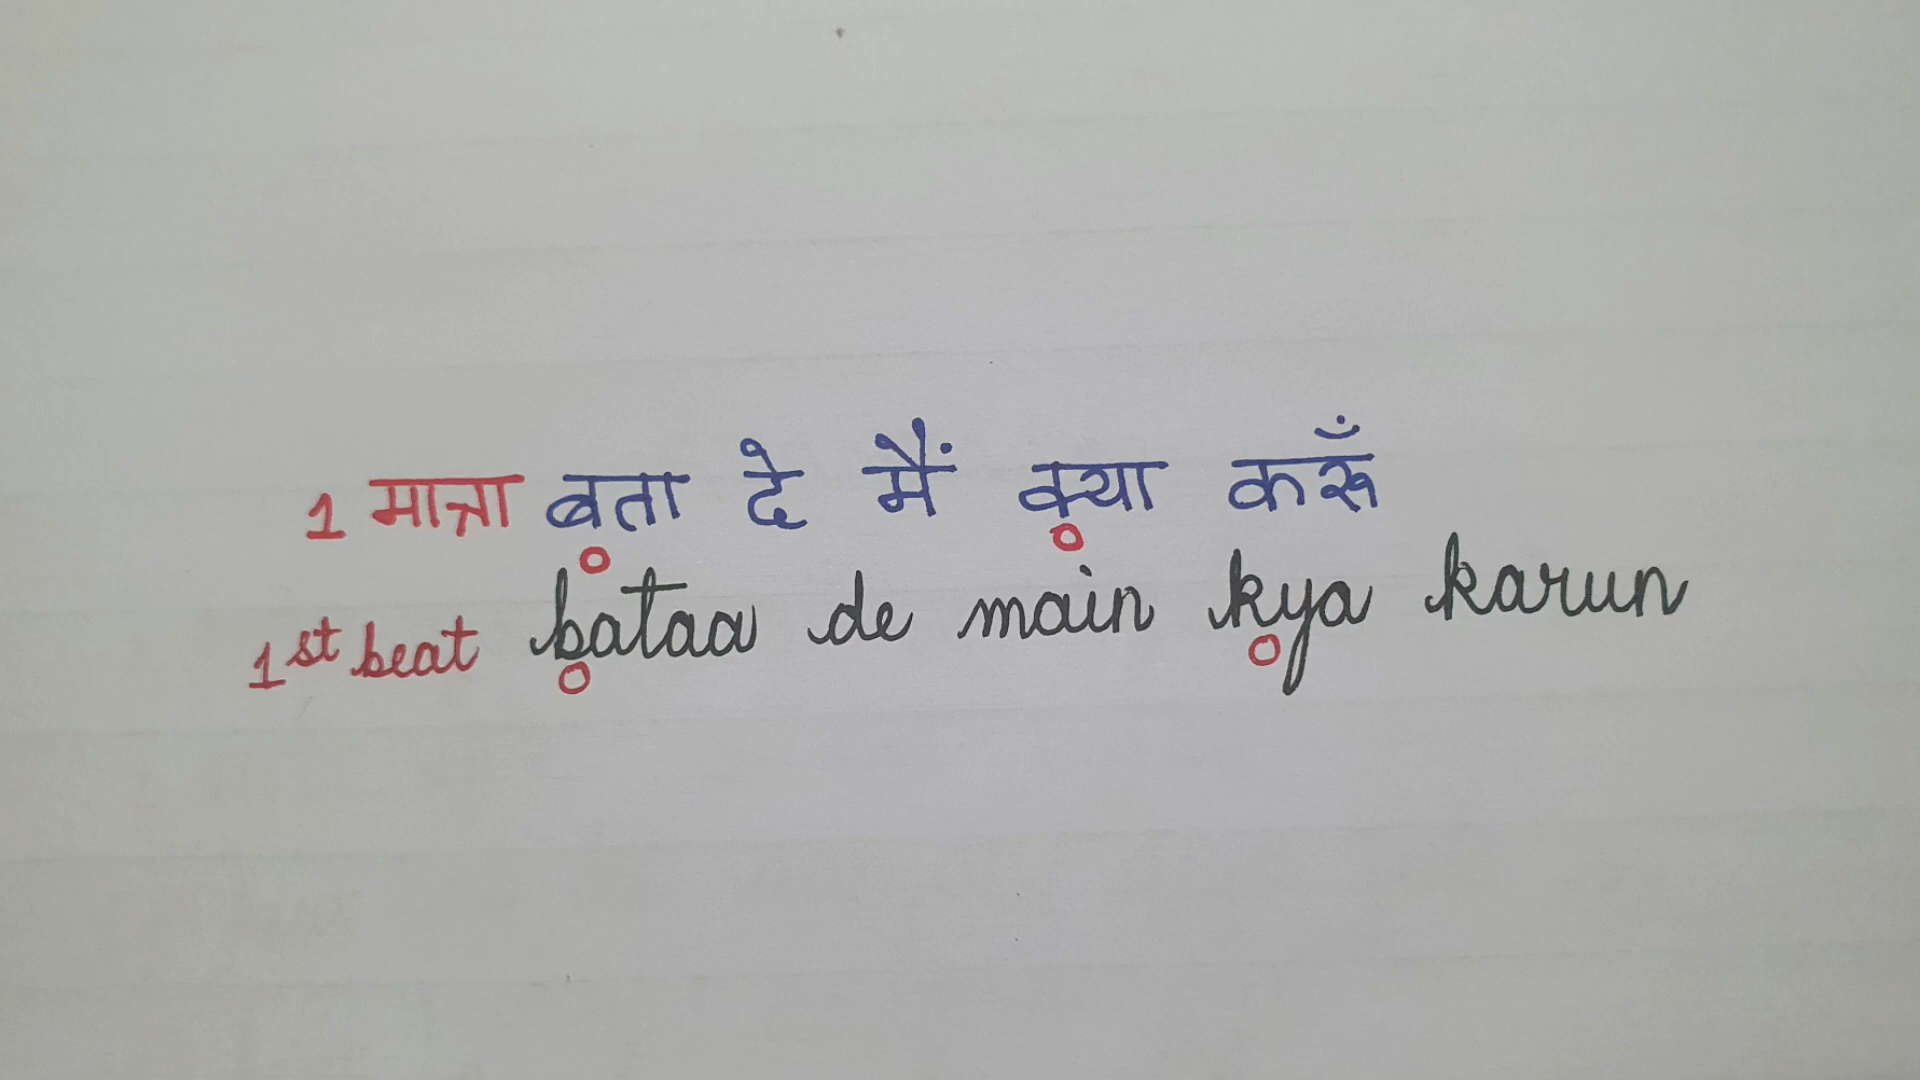 1 मात्रा बता दे मैं क्या करूँ
1st beat bataa de main kya karun